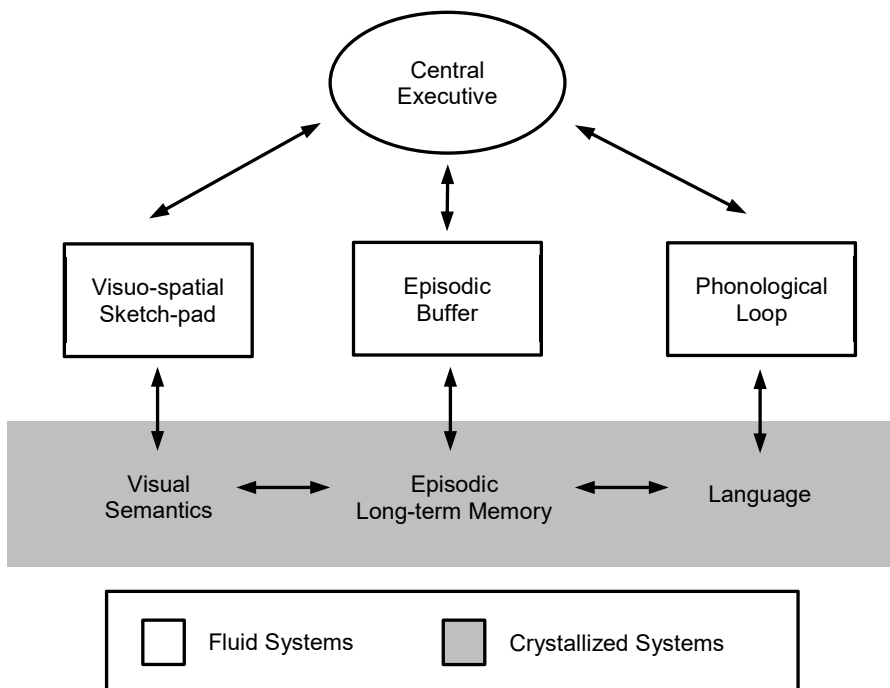 Central
Executive
Visuo-spatial
Sketch-pad
Episodic
Buffer
Phonological
Loop
Visual
Semantics
Episodic
Long-term Memory
Language
Fluid Systems
Crystallized Systems